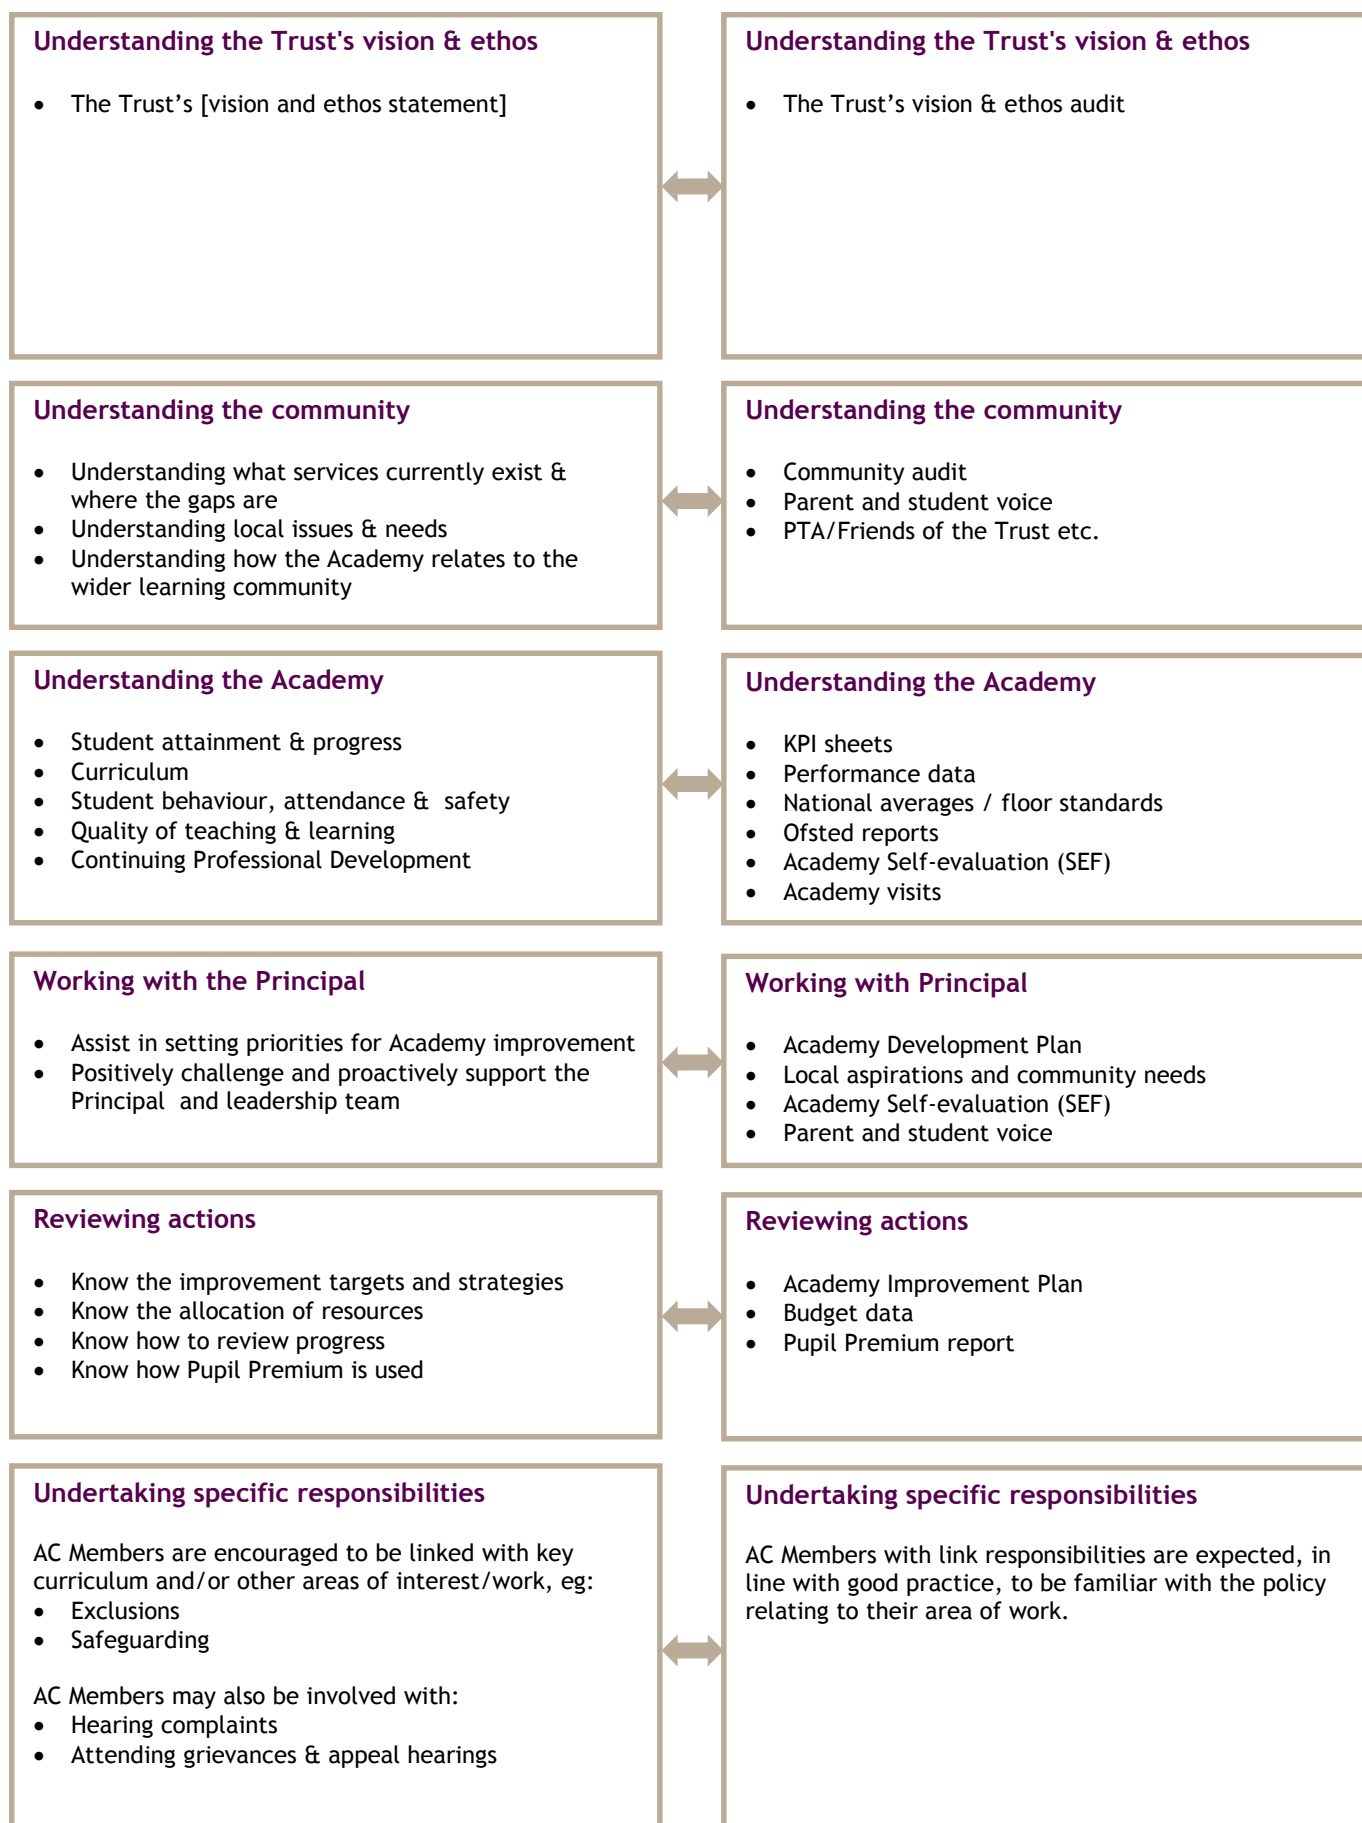 Understanding the Trust's vision & ethos
• The Trust’s [vision and ethos statement]
Understanding the Trust's vision & ethos
• The Trust’s vision & ethos audit
Understanding the community
• Understanding what services currently exist &
where the gaps are
• Understanding local issues & needs
• Understanding how the Academy relates to the
wider learning community
Understanding the community
• Community audit
• Parent and student voice
• PTA/Friends of the Trust etc.
Understanding the Academy
• Student attainment & progress
• Curriculum
• Student behaviour, attendance & safety
• Quality of teaching & learning
• Continuing Professional Development
Understanding the Academy
• KPI sheets
• Performance data
• National averages / floor standards
• Ofsted reports
• Academy Self-evaluation (SEF)
• Academy visits
Working with the Principal
• Assist in setting priorities for Academy improvement
• Positively challenge and proactively support the
Principal and leadership team
Working with Principal
• Academy Development Plan
• Local aspirations and community needs
• Academy Self-evaluation (SEF)
• Parent and student voice
Reviewing actions
• Know the improvement targets and strategies
• Know the allocation of resources
• Know how to review progress
• Know how Pupil Premium is used
Reviewing actions
• Academy Improvement Plan
• Budget data
• Pupil Premium report
Undertaking specific responsibilities
AC Members are encouraged to be linked with key
curriculum and/or other areas of interest/work, eg:
• Exclusions
• Safeguarding
AC Members may also be involved with:
• Hearing complaints
• Attending grievances & appeal hearings
Undertaking specific responsibilities
AC Members with link responsibilities are expected, in
line with good practice, to be familiar with the policy
relating to their area of work.